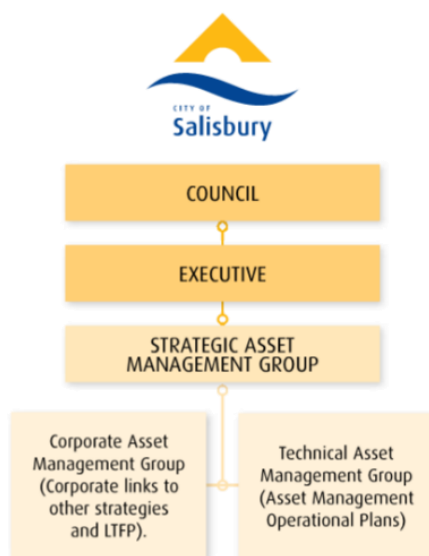 CITY OF
Salisbury
COUNCIL
EXECUTIVE
STRATEGIC ASSET
MANAGEMENT GROUP
Corporate Asset
Management Group
(Corporate links to
other strategies
and LTFP).
Technical Asset
Management Group
(Asset Management
Operational Plans)